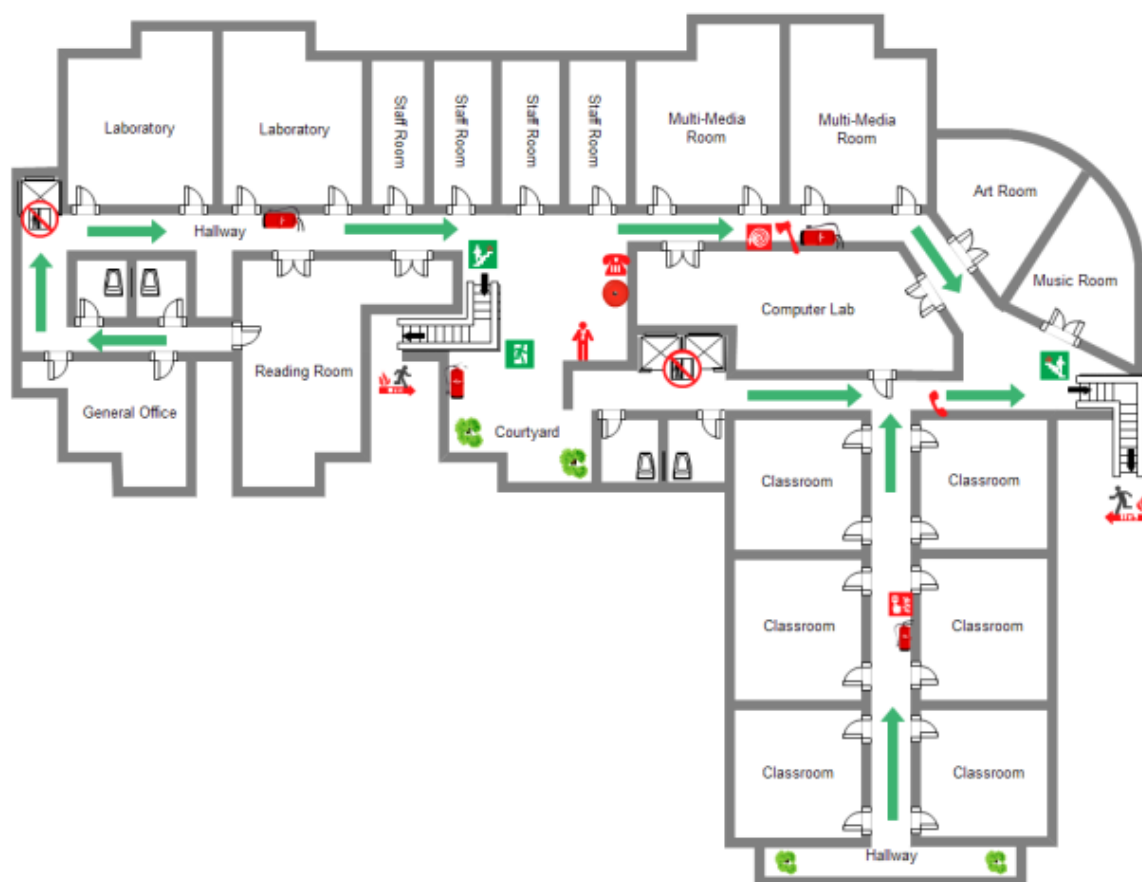 Laboratory
Laboratory
Staff Room
Staff Room
Staff Room
Staff Room
Multi-Media
Room
Multi-Media
Room
Art Room
Music Room
Hallway
Computer Lab
Reading Room
General Office
Courtyard
Classroom
Classroom
Classroom
Classroom
Classroom
Classroom
Hallway